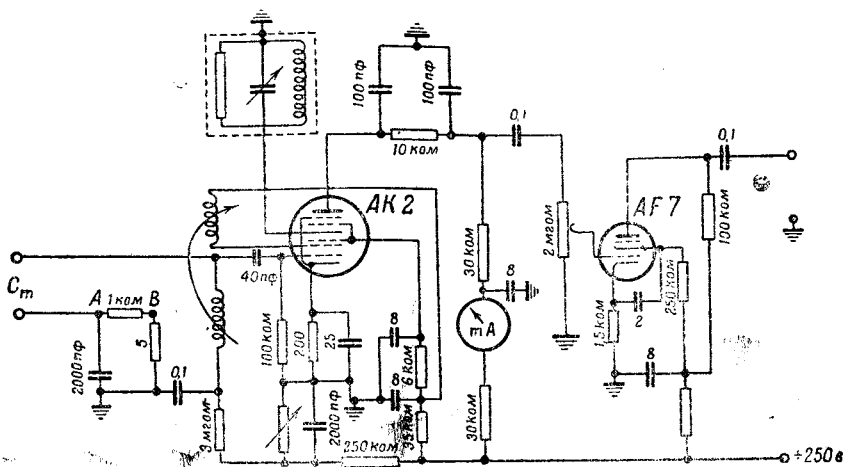 100 пф
100 пф
10 ком
0,1
0,1
AK 2
AF 7
2 мгом
100 ком
30 ком
8
250 ком
Cm
40 пф
A
1 ком
B
5
2000 пф
0,1
3 мгом
100 ком
200
25
8
8
6 ком
35 ком
2000 пф
250 ком
mA
30 ком
2
1,5 ком
8
+250 в